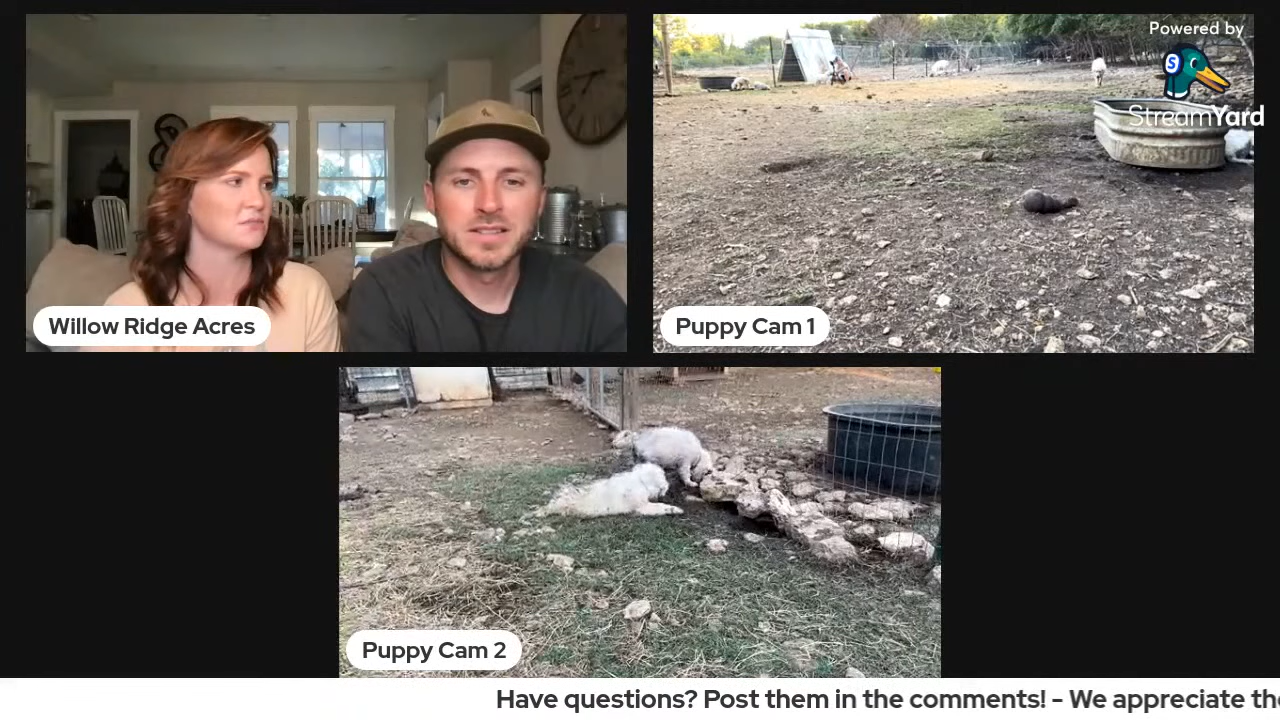 Powered by
S
StreamYard
Willow Ridge Acres
Puppy Cam 1
Puppy Cam 2
Have questions? Post them in the comments! - We appreciate